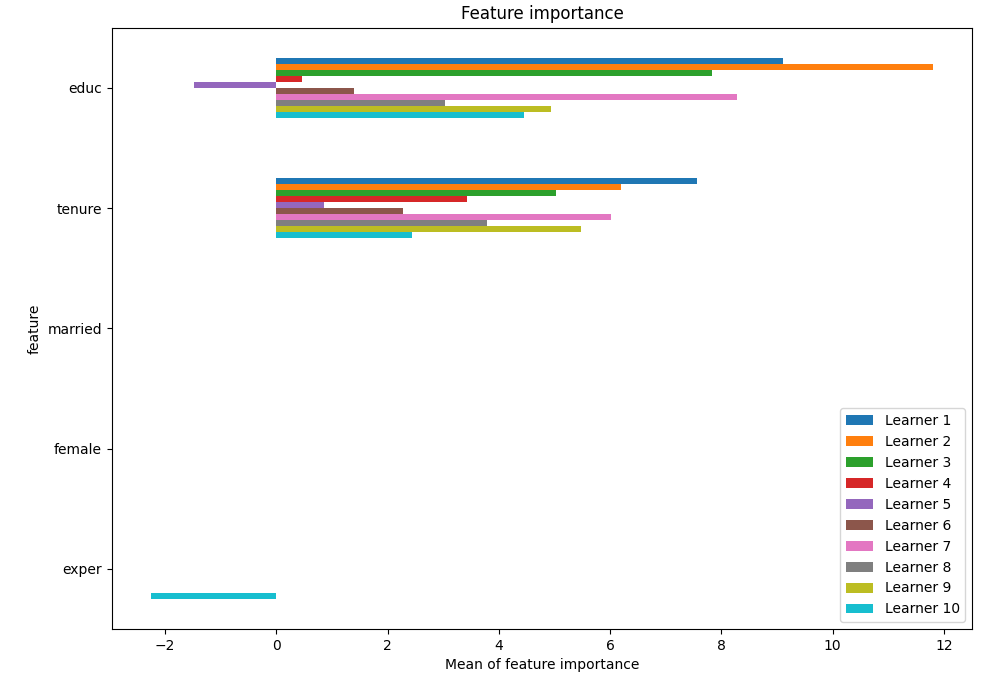 Feature importance
educ
tenure
married
female
exper
feature
Learner 1
Learner 2
Learner 3
Learner 4
Learner 5
Learner 6
Learner 7
Learner 8
Learner 9
Learner 10
−2 0 2 4 6 8 10 12
Mean of feature importance